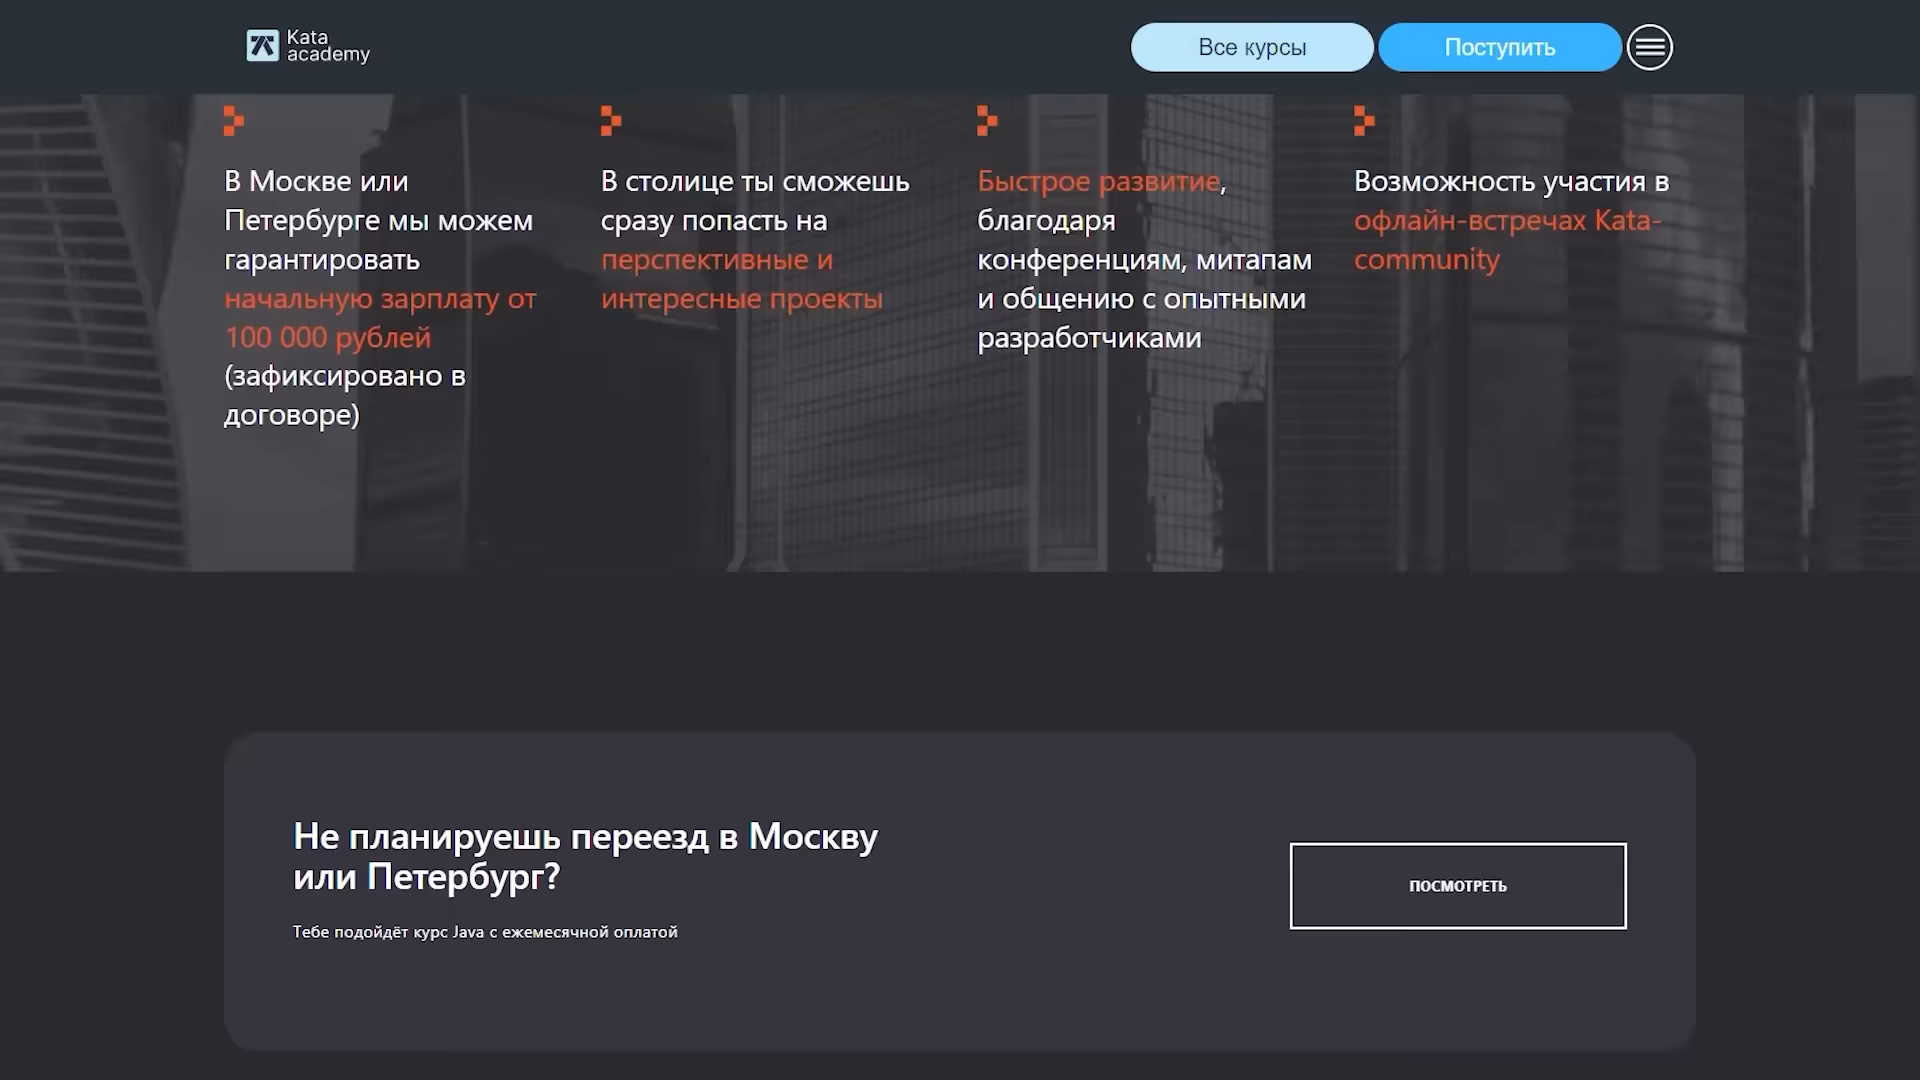 Kata
academy
Все курсы
Поступить
В Москве или
Петербурге мы можем
гарантировать
начальную зарплату от
100 000 рублей
(зафиксировано в
договоре)
В столице ты сможешь
сразу попасть на
перспективные и
интересные проекты
Быстрое развитие,
благодаря
конференциям, митапам
и общению с опытными
разработчиками
Возможность участия в
офлайн-встречах Kata-
community
Не планируешь переезд в Москву
или Петербург?
Тебе подойдёт курс Java с ежемесячной оплатой
ПОСМОТРЕТЬ